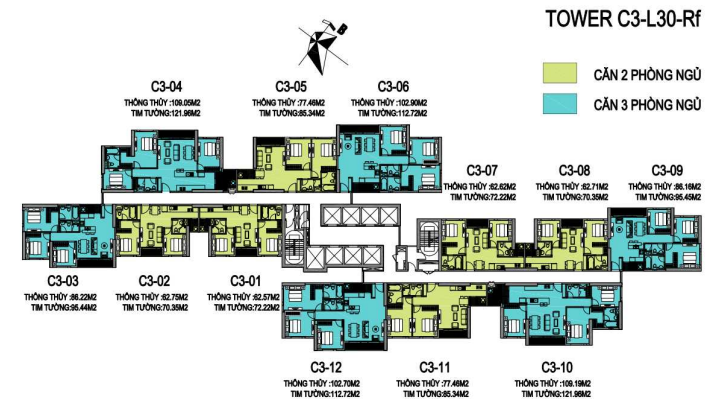 TOWER C3-L30-Rf
B
CĂN 2 PHÒNG NGỦ
CĂN 3 PHÒNG NGỦ
C3-04
THÔNG THỦY :109.05M2
TIM TƯỜNG:121.96M2
C3-05
THÔNG THỦY :77.46M2
TIM TƯỜNG:85.34M2
C3-06
THÔNG THỦY :102.90M2
TIM TƯỜNG:112.72M2
C3-07
THÔNG THỦY :62.62M2
TIM TƯỜNG:72.22M2
C3-08
THÔNG THỦY :62.71M2
TIM TƯỜNG:70.35M2
C3-09
THÔNG THỦY :86.16M2
TIM TƯỜNG:95.45M2
C3-03
THÔNG THỦY :86.22M2
TIM TƯỜNG:95.44M2
C3-02
THÔNG THỦY :62.75M2
TIM TƯỜNG:70.35M2
C3-01
THÔNG THỦY :62.57M2
TIM TƯỜNG:72.22M2
C3-12
THÔNG THỦY :102.70M2
TIM TƯỜNG:112.72M2
C3-11
THÔNG THỦY :77.46M2
TIM TƯỜNG:85.34M2
C3-10
THÔNG THỦY :109.19M2
TIM TƯỜNG:121.96M2